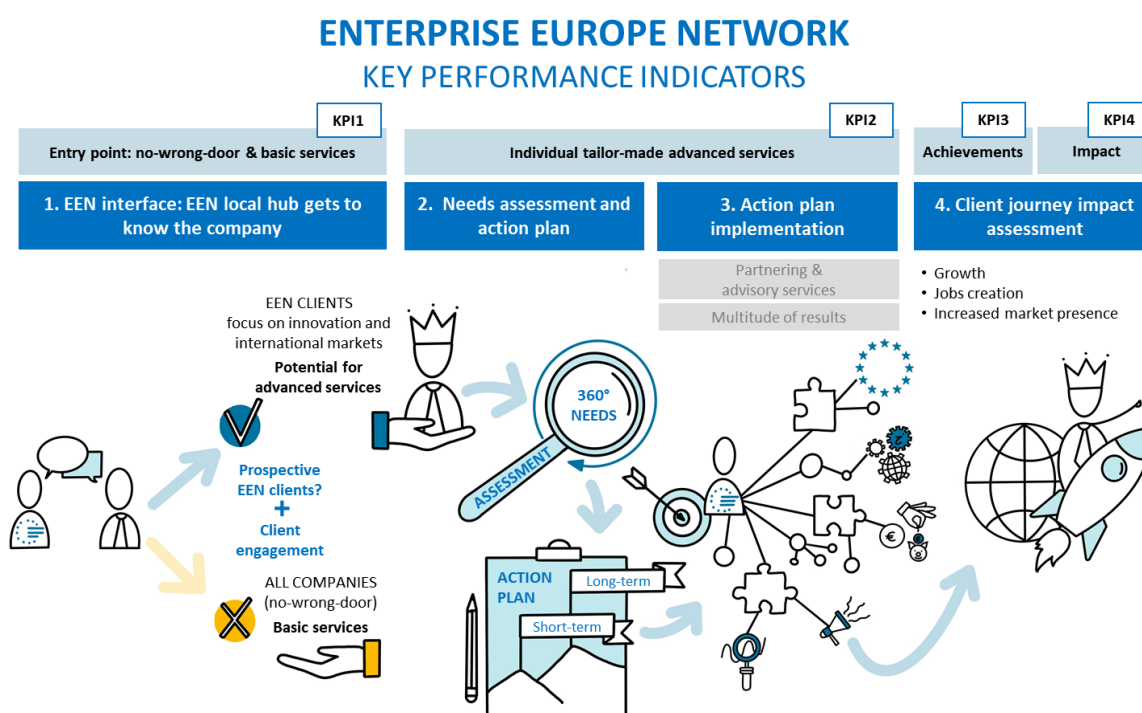 ENTERPRISE EUROPE NETWORK
KEY PERFORMANCE INDICATORS
KPI1
Entry point: no-wrong-door & basic services
KPI2
Individual tailor-made advanced services
KPI3
Achievements
KPI4
Impact
1. EEN interface: EEN local hub gets to
know the company
2. Needs assessment and
action plan
3. Action plan
implementation
4. Client journey impact
assessment
Partnering &
advisory services
Multitude of results
• Growth
• Jobs creation
• Increased market presence
EEN CLIENTS
focus on innovation and
international markets
Potential for
advanced services
Prospective
EEN clients?
+
Client
engagement
ALL COMPANIES
(no-wrong-door)
Basic services
360°
NEEDS
ASSESSMENT
ACTION
PLAN
Long-term
Short-term
€
€